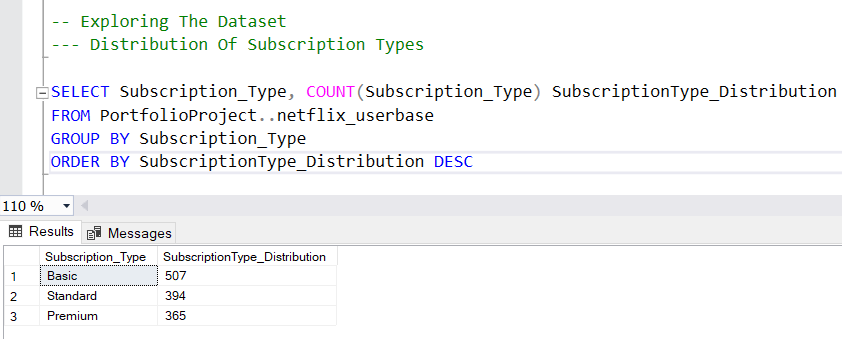 -- Exploring The Dataset
--- Distribution Of Subscription Types
SELECT Subscription_Type, COUNT(Subscription_Type) SubscriptionType_Distribution
FROM PortfolioProject..netflix_userbase
GROUP BY Subscription_Type
ORDER BY SubscriptionType_Distribution DESC
110 %
Results Messages
Subscription_Type SubscriptionType_Distribution
1 Basic 507
2 Standard 394
3 Premium 365